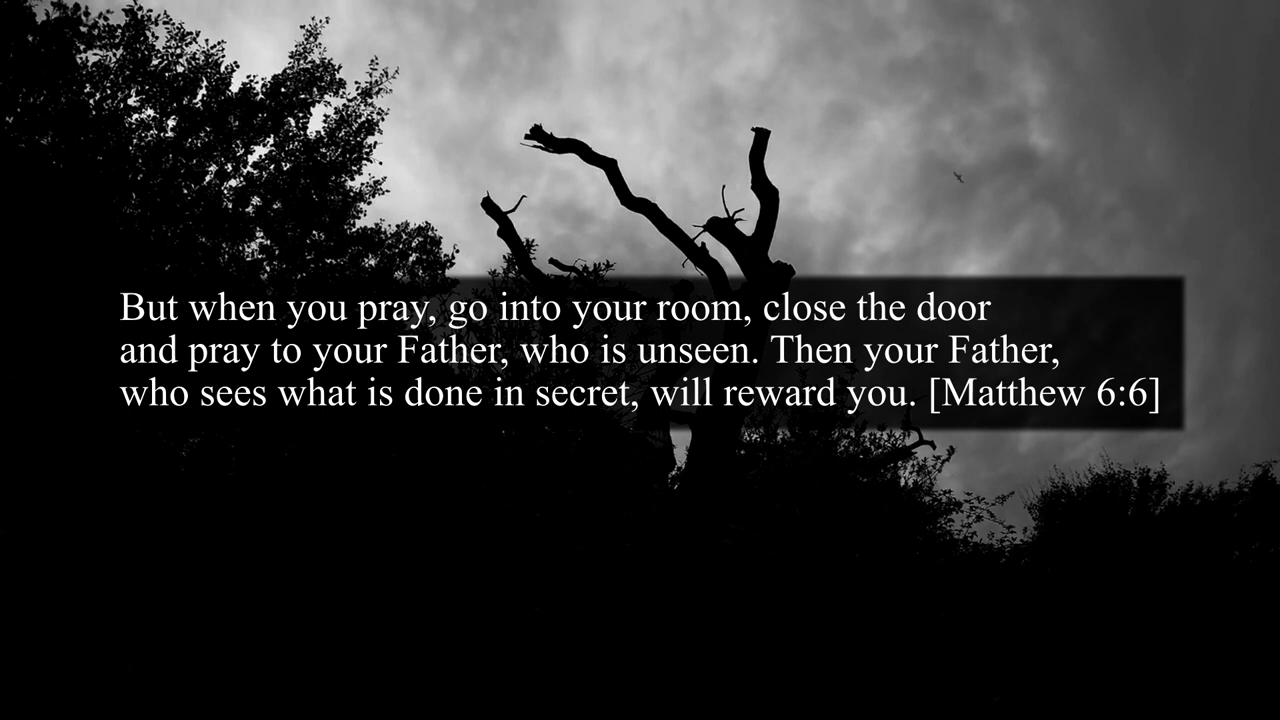 But when you pray, go into your room, close the door
and pray to your Father, who is unseen. Then your Father,
who sees what is done in secret, will reward you. [Matthew 6:6]